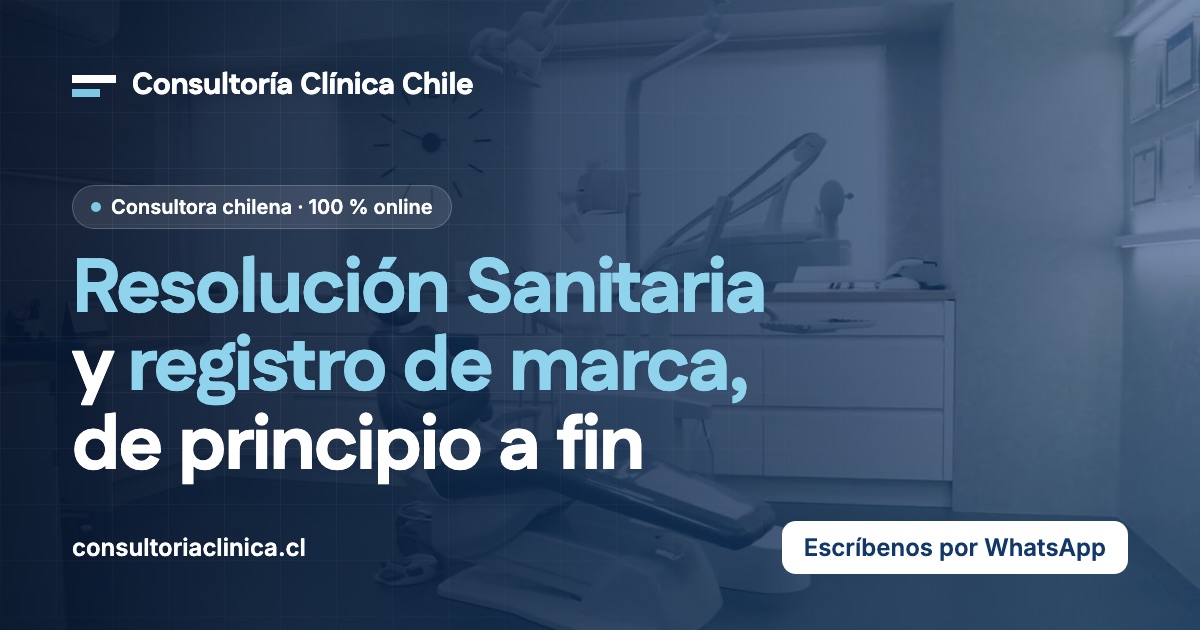 Consultoría Clínica Chile
Consultora chilena · 100 % online
Resolución Sanitaria
y registro de marca,
de principio a fin
consultoriaclinica.cl
Escríbenos por WhatsApp